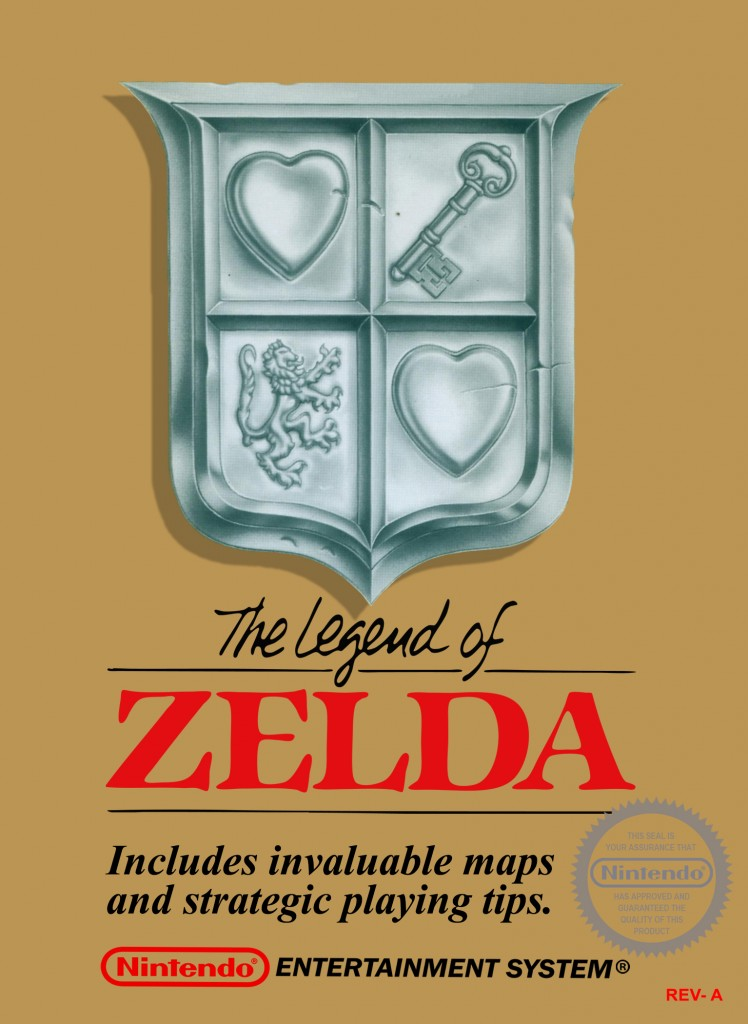 The Legend of
ZELDA
Includes invaluable maps
and strategic playing tips.
Nintendo® ENTERTAINMENT SYSTEM®
THIS SEAL IS
YOUR ASSURANCE THAT
Nintendo®
HAS APPROVED AND
GUARANTEED THE
QUALITY OF THIS
PRODUCT
REV- A